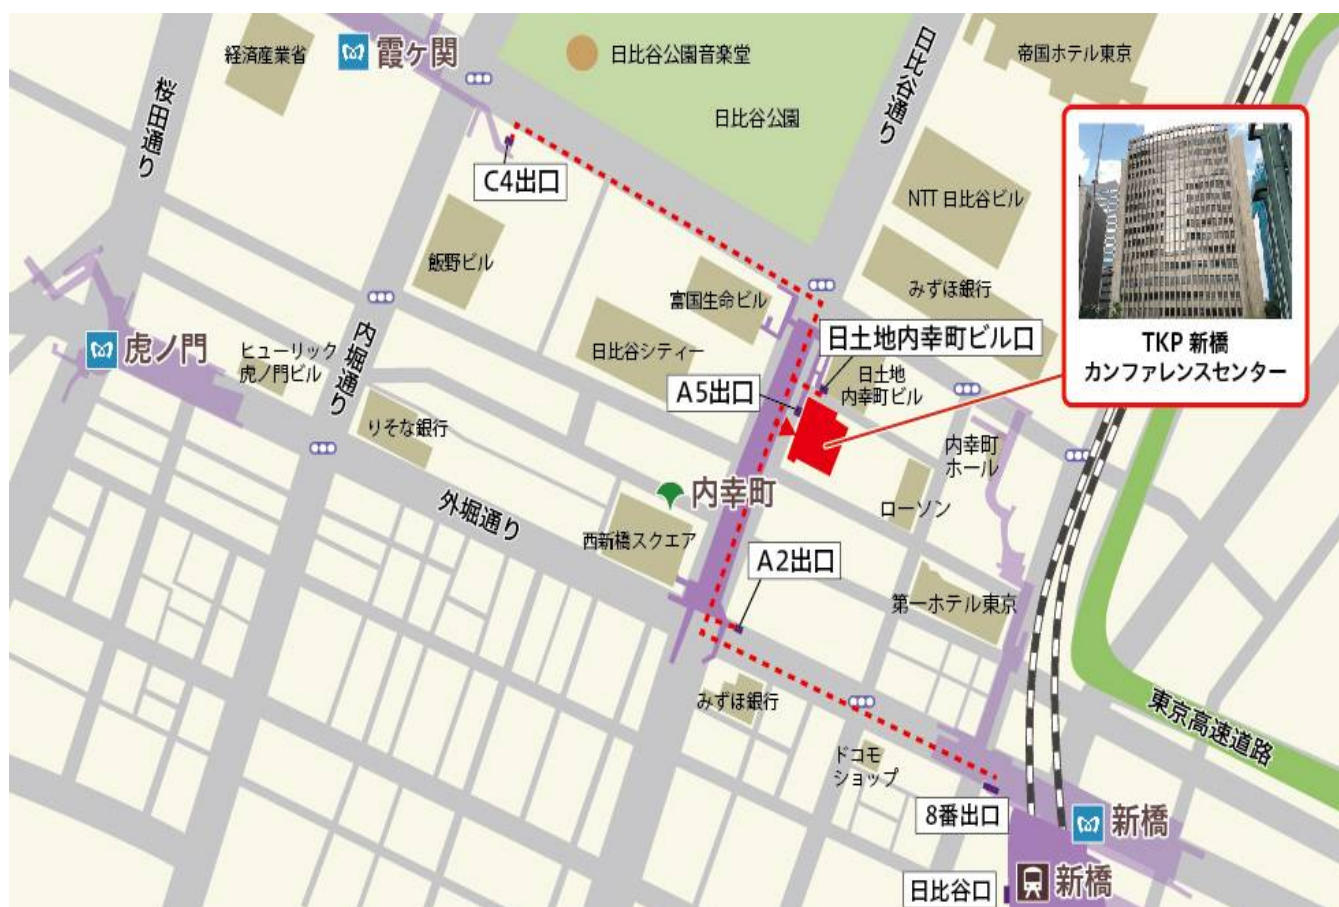 経済産業省
霞ケ関
日比谷公園音楽堂
日比谷公園
日比谷通り
帝国ホテル東京
桜田通り
C4出口
飯野ビル
NTT 日比谷ビル
みずほ銀行
富国生命ビル
日比谷シティー
日土地内幸町ビル口
日土地
内幸町ビル
A5出口
TKP 新橋
カンファレンスセンター
虎ノ門
ヒューリック
虎ノ門ビル
内堀通り
りそな銀行
外堀通り
内幸町
西新橋スクエア
内幸町
ホール
ローソン
A2出口
第一ホテル東京
みずほ銀行
ドコモ
ショップ
東京高速道路
8番出口
新橋
日比谷口
新橋